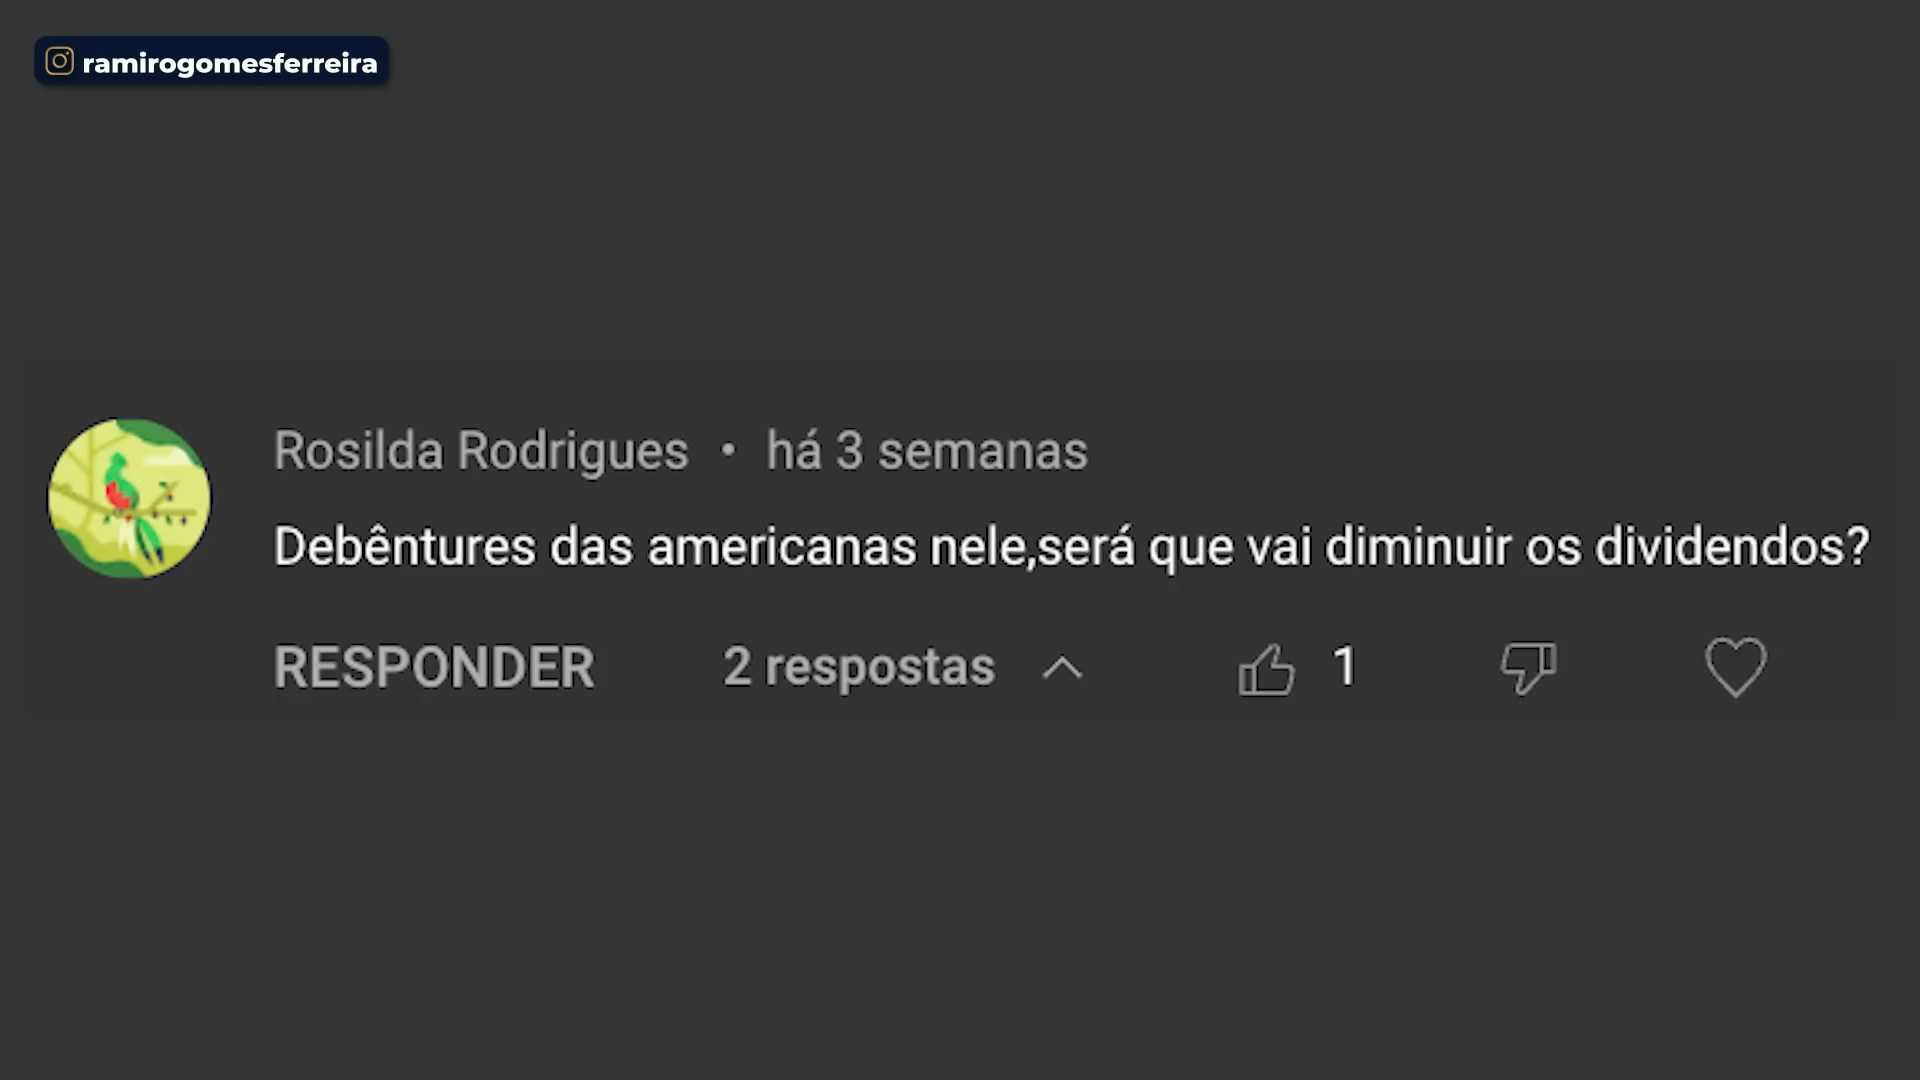 ramirogomesferreira
Rosilda Rodrigues • há 3 semanas
Debêntures das americanas nele,será que vai diminuir os dividendos?
RESPONDER 2 respostas 1